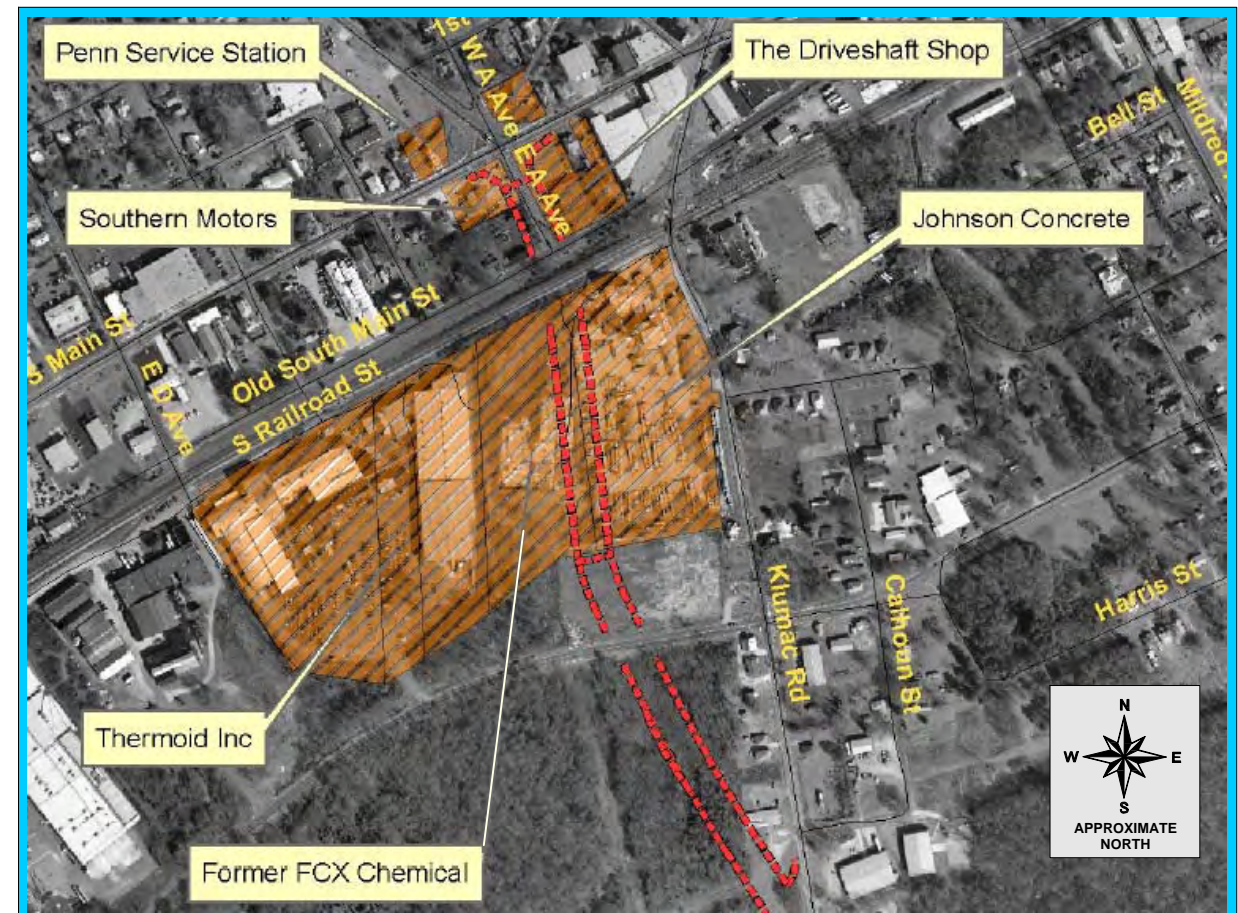 Penn Service Station
1st
W A Ave
The Driveshaft Shop
Bell St
Mildred
E A Ave
Southern Motors
Johnson Concrete
S Main St
Old South Main St
E D Ave
S Railroad St
Klumac Rd
Calhoun St
Harris St
Thermoid Inc
Former FCX Chemical
N
W
E
S
APPROXIMATE
NORTH